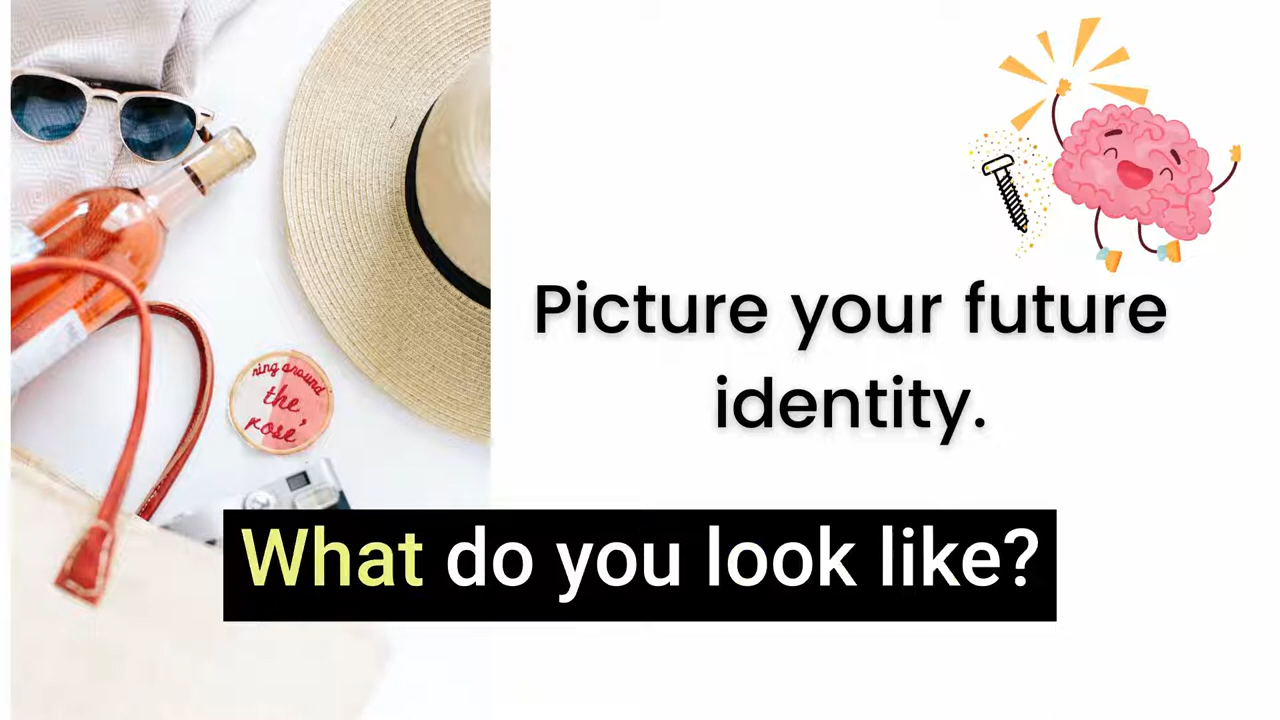 Picture your future
identity.
ring around
the
rose'
What do you look like?